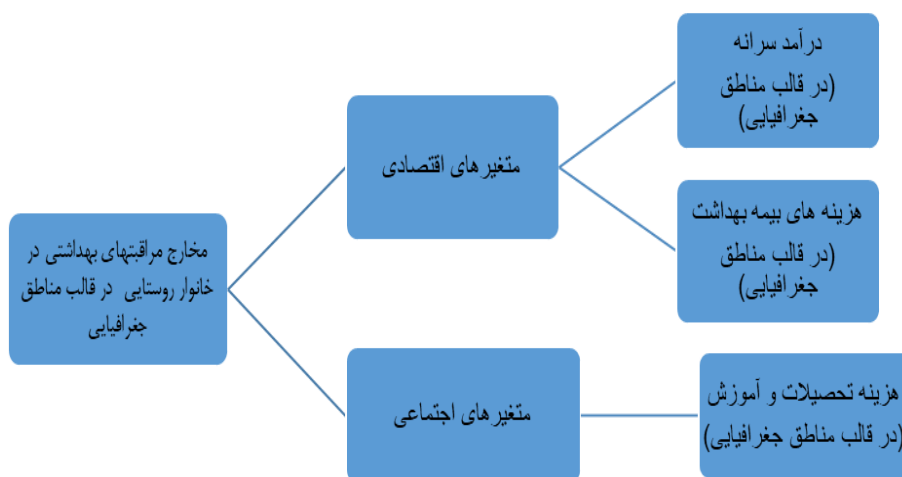 درآمد سرانه
(در قالب مناطق
جغرافیایی)
متغیرهای اقتصادی
هزینه های بیمه بهداشت
(در قالب مناطق
جغرافیایی)
مخارج مراقبتهای بهداشتی در
خانوار روستایی در قالب مناطق
جغرافیایی
متغیرهای اجتماعی
هزینه تحصیلات و آموزش
(در قالب مناطق جغرافیایی)